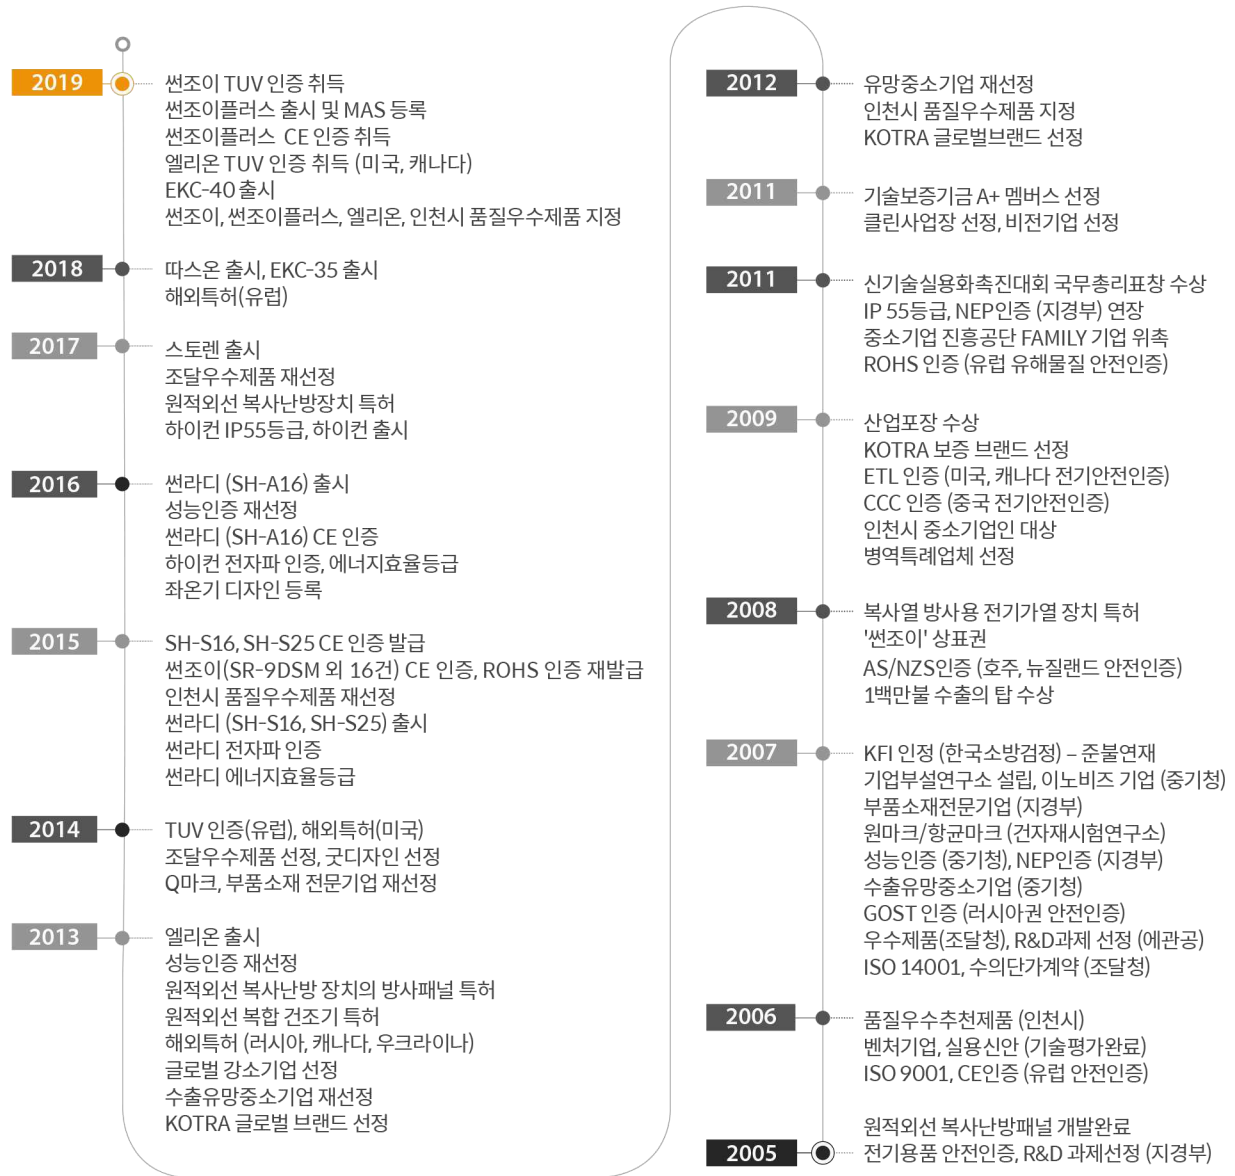 2019
썬조이 TUV 인증 취득
썬조이플러스 출시 및 MAS 등록
썬조이플러스 CE 인증 취득
엘리온 TUV 인증 취득 (미국, 캐나다)
EKC-40 출시
썬조이, 썬조이플러스, 엘리온, 인천시 품질우수제품 지정
2018
따스온 출시, EKC-35 출시
해외특허(유럽)
2017
스토렌 출시
조달우수제품 재선정
원적외선 복사난방장치 특허
하이컨 IP55등급, 하이컨 출시
2016
썬라디 (SH-A16) 출시
성능인증 재선정
썬라디 (SH-A16) CE 인증
하이컨 전자파 인증, 에너지효율등급
좌온기 디자인 등록
2015
SH-S16, SH-S25 CE 인증 발급
썬조이(SR-9DSM 외 16건) CE 인증, ROHS 인증 재발급
인천시 품질우수제품 재선정
썬라디 (SH-S16, SH-S25) 출시
썬라디 전자파 인증
썬라디 에너지효율등급
2014
TUV 인증(유럽), 해외특허(미국)
조달우수제품 선정, 굿디자인 선정
Q마크, 부품소재 전문기업 재선정
2013
엘리온 출시
성능인증 재선정
원적외선 복사난방 장치의 방사패널 특허
원적외선 복합 건조기 특허
해외특허 (러시아, 캐나다, 우크라이나)
글로벌 강소기업 선정
수출유망중소기업 재선정
KOTRA 글로벌 브랜드 선정
2012
유망중소기업 재선정
인천시 품질우수제품 지정
KOTRA 글로벌브랜드 선정
2011
기술보증기금 A+ 멤버스 선정
클린사업장 선정, 비전기업 선정
2011
신기술실용화촉진대회 국무총리표창 수상
IP 55등급, NEP인증 (지경부) 연장
중소기업 진흥공단 FAMILY 기업 위촉
ROHS 인증 (유럽 유해물질 안전인증)
2009
산업포장 수상
KOTRA 보증 브랜드 선정
ETL 인증 (미국, 캐나다 전기안전인증)
CCC 인증 (중국 전기안전인증)
인천시 중소기업인 대상
병역특례업체 선정
2008
복사열 방사용 전기가열 장치 특허
'썬조이' 상표권
AS/NZS인증 (호주, 뉴질랜드 안전인증)
1백만불 수출의 탑 수상
2007
KFI 인정 (한국소방검정) – 준불연재
기업부설연구소 설립, 이노비즈 기업 (중기청)
부품소재전문기업 (지경부)
원마크/항균마크 (건자재시험연구소)
성능인증 (중기청), NEP인증 (지경부)
수출유망중소기업 (중기청)
GOST 인증 (러시아권 안전인증)
우수제품(조달청), R&D과제 선정 (에관공)
ISO 14001, 수의단가계약 (조달청)
2006
품질우수추천제품 (인천시)
벤처기업, 실용신안 (기술평가완료)
ISO 9001, CE인증 (유럽 안전인증)
2005
원적외선 복사난방패널 개발완료
전기용품 안전인증, R&D 과제선정 (지경부)